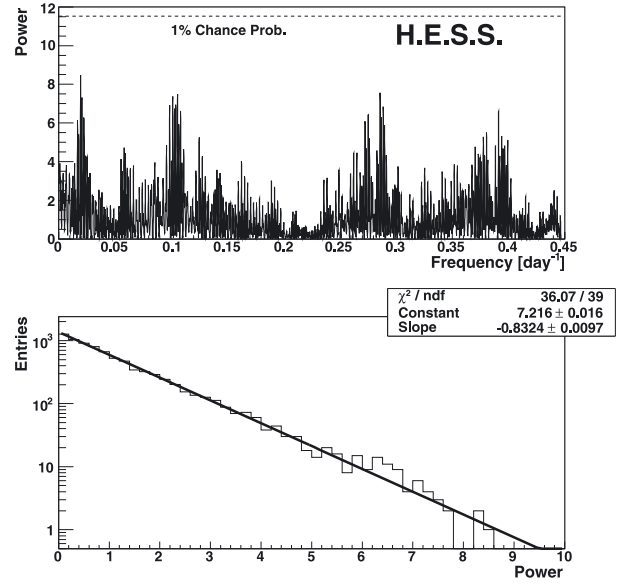 12
10
8
6
4
2
0
Power
1% Chance Prob.
H.E.S.S.
0 0.05 0.1 0.15 0.2 0.25 0.3 0.35 0.4 0.45
Frequency [day⁻¹]
χ² / ndf 36.07 / 39
Constant 7.216 ± 0.016
Slope -0.8324 ± 0.0097
Entries
10³
10²
10
1
0 1 2 3 4 5 6 7 8 9 10
Power